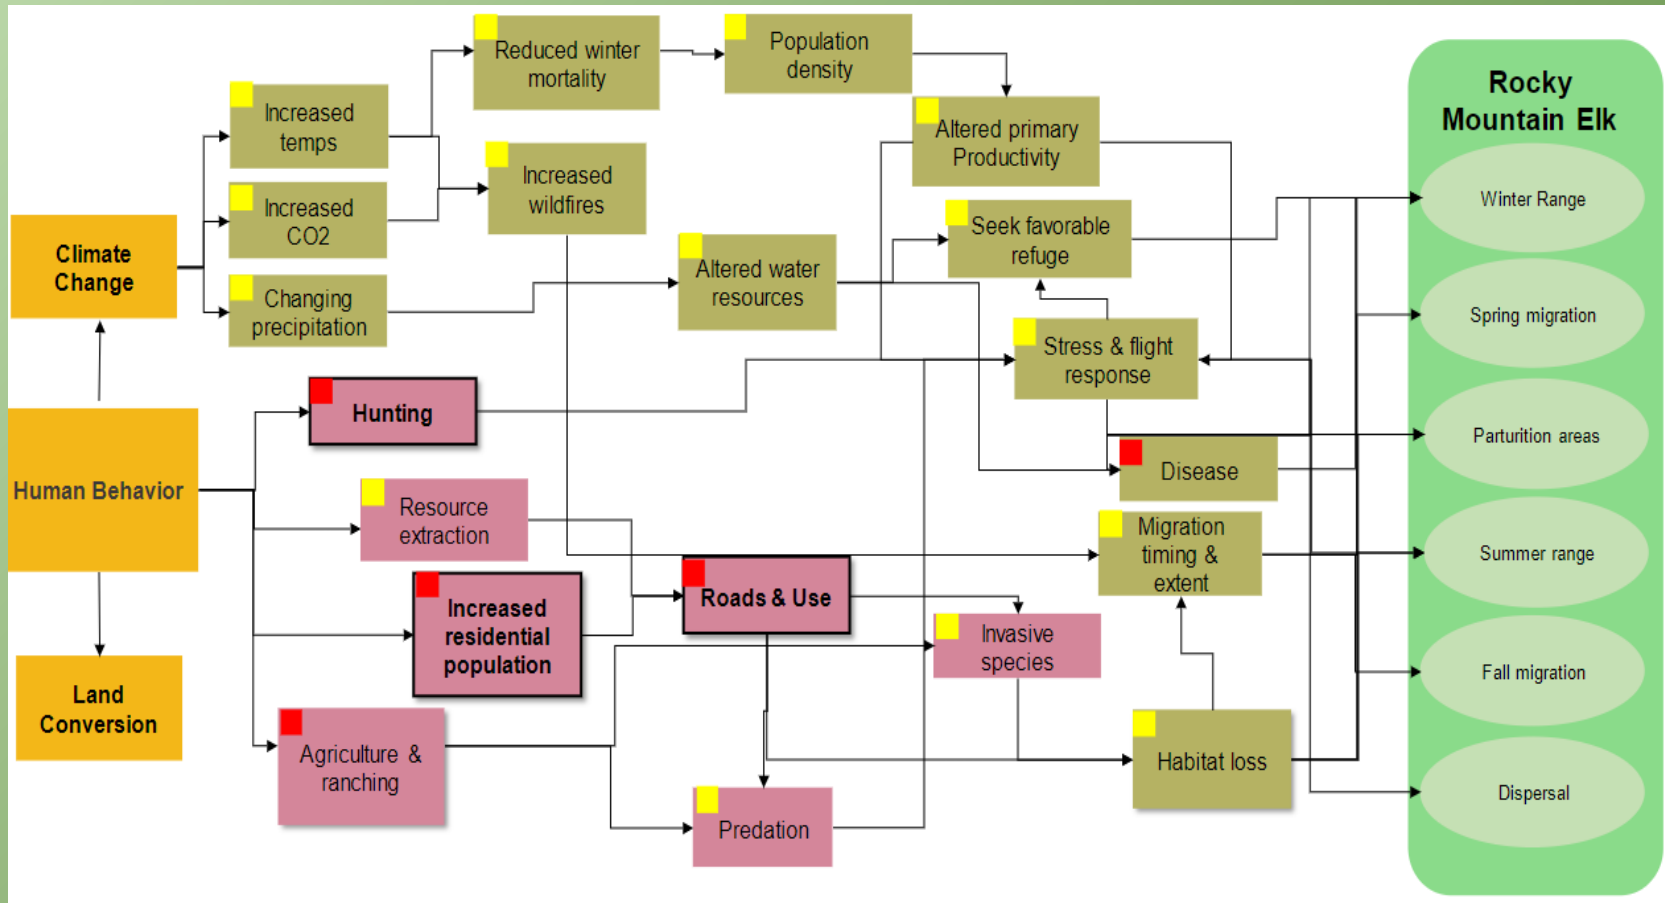 Reduced winter
mortality
Population
density
Rocky
Mountain Elk
Increased
temps
Altered primary
Productivity
Increased
wildfires
Winter Range
Increased
CO2
Seek favorable
refuge
Climate
Change
Altered water
resources
Changing
precipitation
Spring migration
Stress & flight
response
Hunting
Parturition areas
Disease
Human Behavior
Resource
extraction
Migration
timing &
extent
Summer range
Increased
residential
population
Roads & Use
Invasive
species
Fall migration
Land
Conversion
Agriculture &
ranching
Habitat loss
Dispersal
Predation